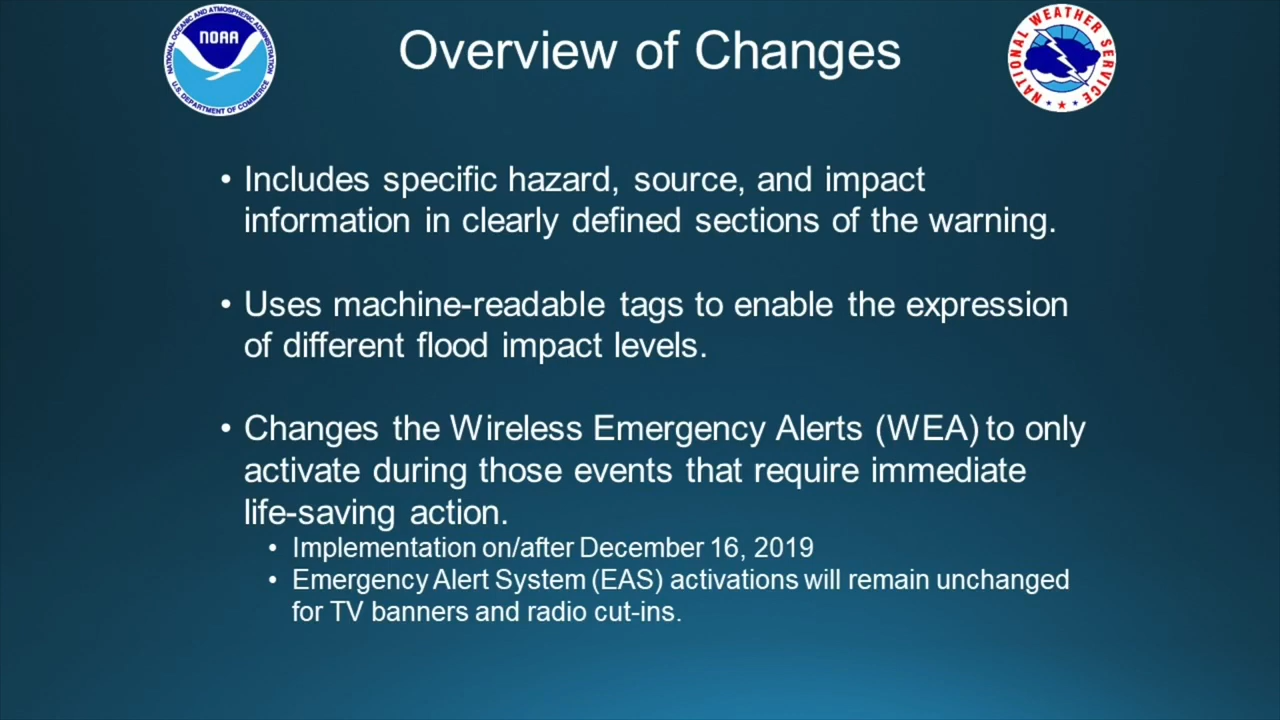 NOAA
NATIONAL OCEANIC AND ATMOSPHERIC ADMINISTRATION
U.S. DEPARTMENT OF COMMERCE
Overview of Changes
NATIONAL WEATHER SERVICE
• Includes specific hazard, source, and impact
information in clearly defined sections of the warning.
• Uses machine-readable tags to enable the expression
of different flood impact levels.
• Changes the Wireless Emergency Alerts (WEA) to only
activate during those events that require immediate
life-saving action.
• Implementation on/after December 16, 2019
• Emergency Alert System (EAS) activations will remain unchanged
for TV banners and radio cut-ins.